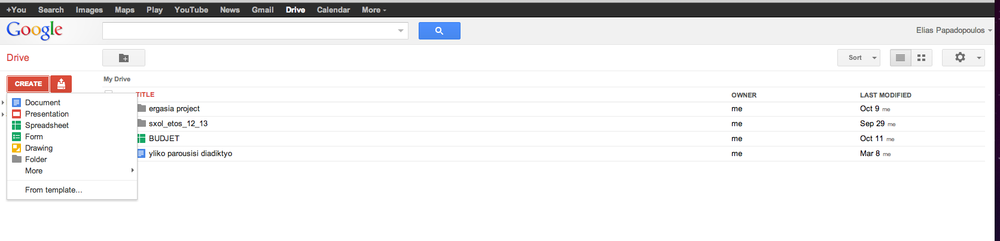 +You Search Images Maps Play YouTube News Gmail Drive Calendar More
Google
Elias Papadopoulos
Drive
Sort
CREATE
My Drive
TITLE OWNER LAST MODIFIED
Document
Presentation
Spreadsheet
Form
Drawing
Folder
More
From template...
ergasia project me Oct 9 me
sxol_etos_12_13 me Sep 29 me
BUDJET me Oct 11 me
yliko parousisi diadiktyo me Mar 8 me